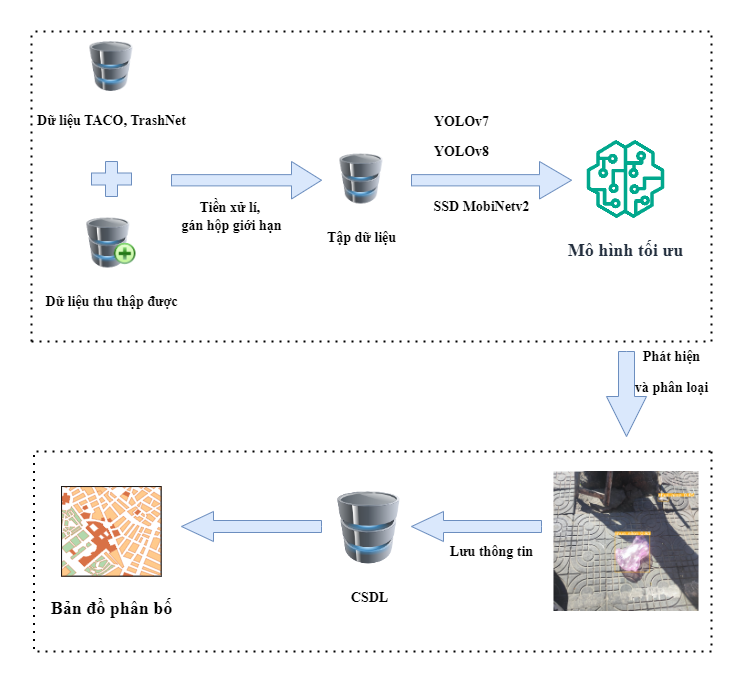 Dữ liệu TACO, TrashNet
Dữ liệu thu thập được
Tiền xử lí,
gán hộp giới hạn
Tập dữ liệu
YOLOv7
YOLOv8
SSD MobiNetv2
Mô hình tối ưu
Phát hiện
và phân loại
Lưu thông tin
CSDL
Bản đồ phân bố